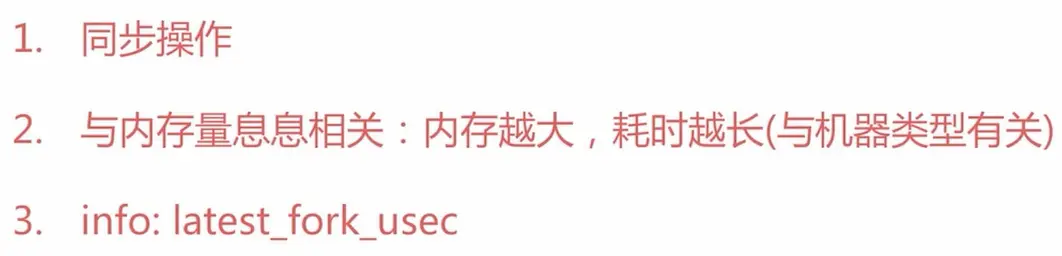 1. 同步操作
2. 与内存量息息相关：内存越大，耗时越长(与机器类型有关)
3. info: latest_fork_usec